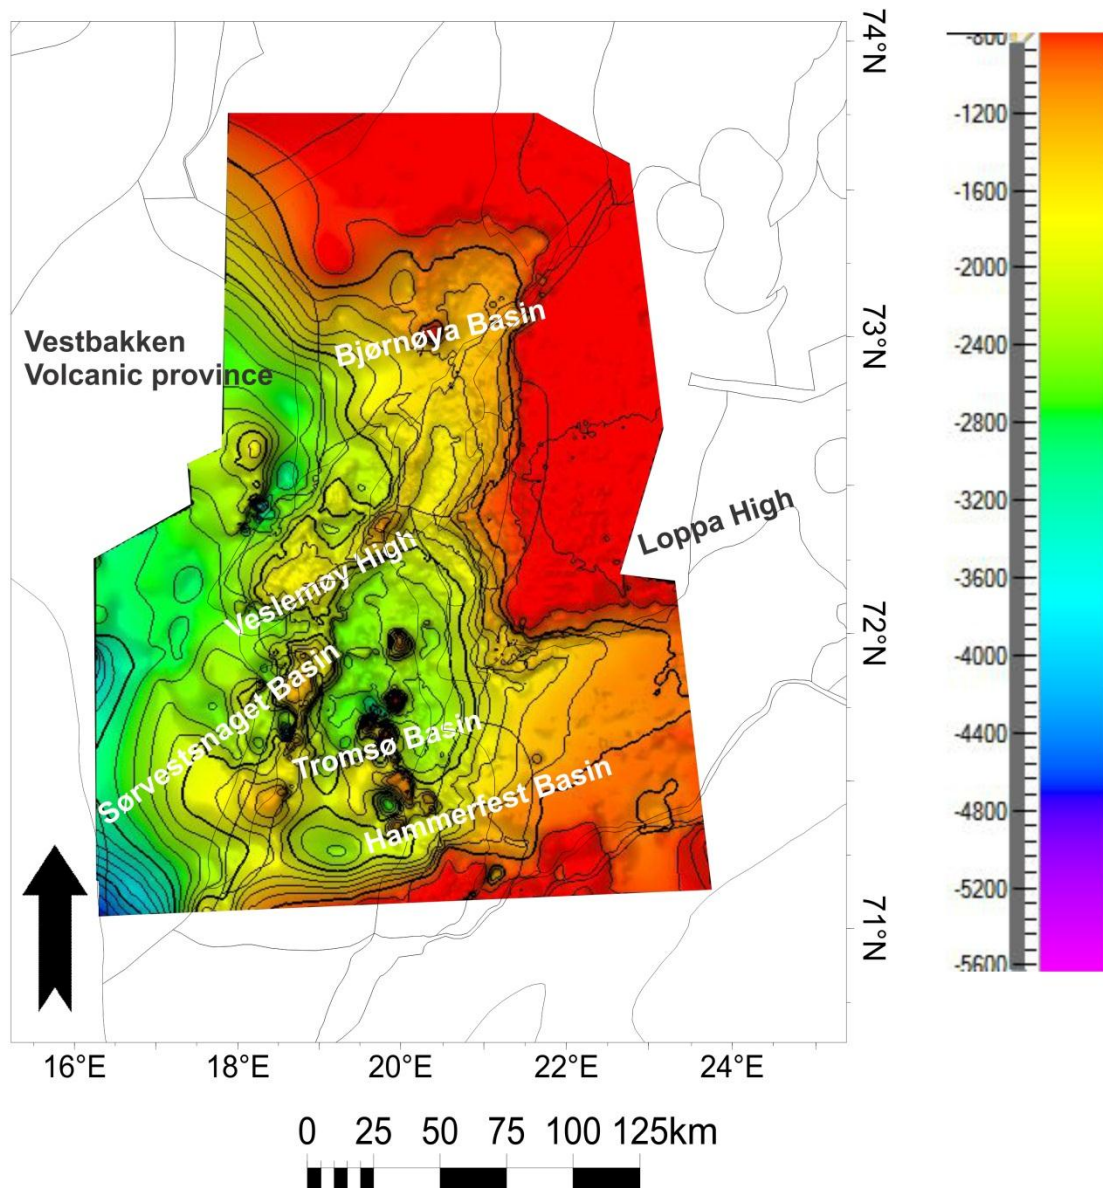 74°N
-800
-1200
-1600
-2000
Vestbakken
Volcanic province
Bjørnøya Basin
73°N
-2400
-2800
-3200
Loppa High
Veslemøy High
-3600
72°N
-4000
Sørvestsnaget Basin
Tromsø Basin
-4400
Hammerfest Basin
-4800
-5200
71°N
-5600
16°E 18°E 20°E 22°E 24°E
0 25 50 75 100 125km